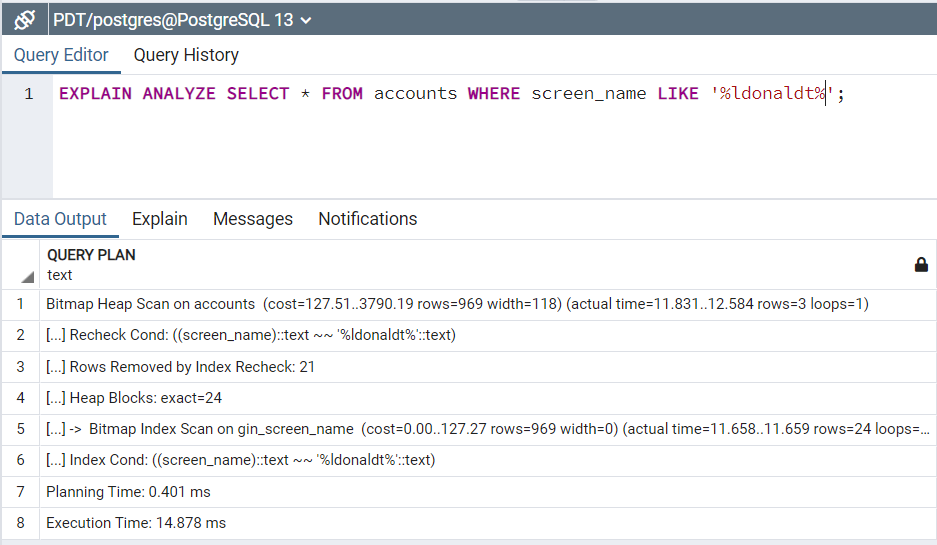 PDT/postgres@PostgreSQL 13
Query Editor Query History
1 EXPLAIN ANALYZE SELECT * FROM accounts WHERE screen_name LIKE '%ldonaldt%';
Data Output Explain Messages Notifications
QUERY PLAN
text
1 Bitmap Heap Scan on accounts (cost=127.51..3790.19 rows=969 width=118) (actual time=11.831..12.584 rows=3 loops=1)
2 [...] Recheck Cond: ((screen_name)::text ~~ '%ldonaldt%'::text)
3 [...] Rows Removed by Index Recheck: 21
4 [...] Heap Blocks: exact=24
5 [...] -> Bitmap Index Scan on gin_screen_name (cost=0.00..127.27 rows=969 width=0) (actual time=11.658..11.659 rows=24 loops=...
6 [...] Index Cond: ((screen_name)::text ~~ '%ldonaldt%'::text)
7 Planning Time: 0.401 ms
8 Execution Time: 14.878 ms